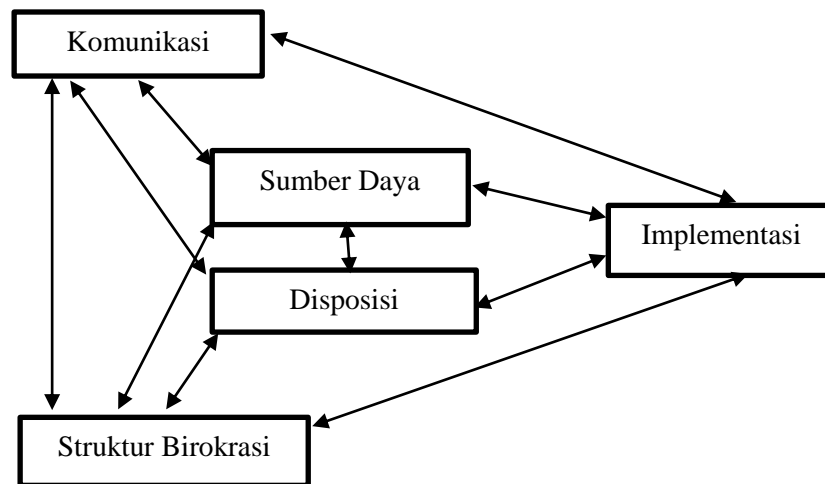 Komunikasi
Sumber Daya
Implementasi
Disposisi
Struktur Birokrasi